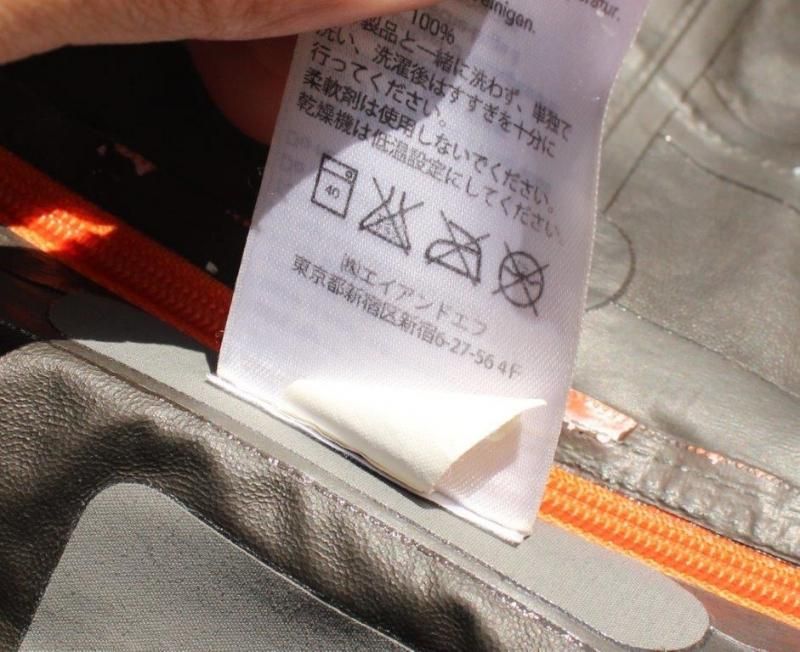 reinigen.
100%
製品と一緒に洗わず、単独で
洗い、洗濯後はすすぎを十分に
行ってください。
柔軟剤は使用しないでください。
乾燥機は低温設定にしてください。
40
㈱エイアンドエフ
東京都新宿区新宿6-27-56 4F